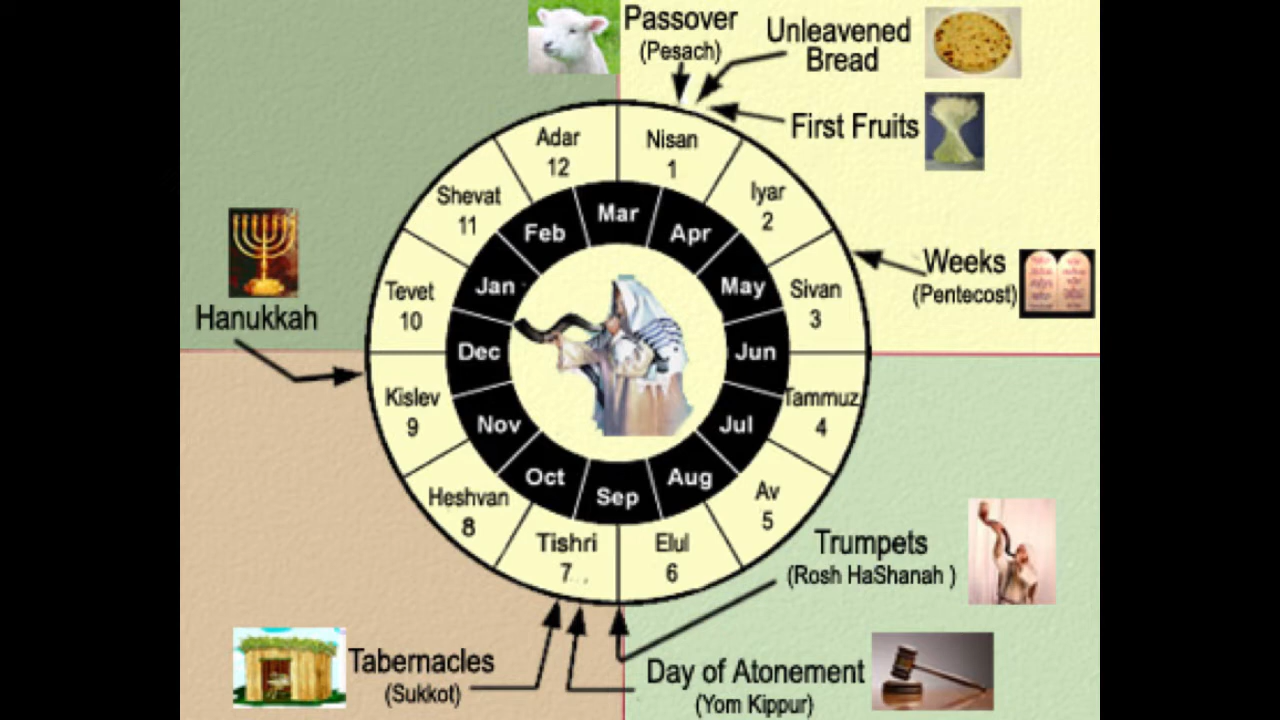 Passover
(Pesach)
Unleavened
Bread
First Fruits
Weeks
(Pentecost)
Trumpets
(Rosh HaShanah )
Day of Atonement
(Yom Kippur)
Tabernacles
(Sukkot)
Hanukkah
Nisan
1
Iyar
2
Sivan
3
Tammuz
4
Av
5
Elul
6
Tishri
7
Heshvan
8
Kislev
9
Tevet
10
Shevat
11
Adar
12
Mar
Apr
May
Jun
Jul
Aug
Sep
Oct
Nov
Dec
Jan
Feb